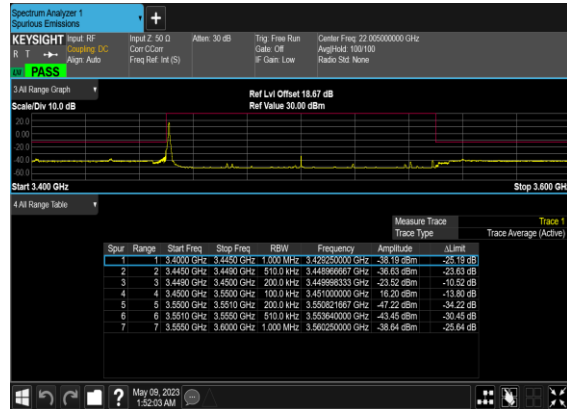 Spectrum Analyzer 1
Spurious Emissions
+
KEYSIGHT Input: RF Input Z: 50 Ω Atten: 30 dB Trig: Free Run Center Freq: 22.005000000 GHz
R T Coupling: DC Corr CCorr Gate: Off Avg|Hold: 100/100
Align: Auto Freq Ref: Int (S) IF Gain: Low Radio Std: None
PASS
3 All Range Graph Ref Lvl Offset 18.67 dB
Scale/Div 10.0 dB Ref Value 30.00 dBm
20.0
0.00
-20.0
-40.0
-60.0
Start 3.400 GHz Stop 3.600 GHz
4 All Range Table
Measure Trace Trace 1
Trace Type Trace Average (Active)
Spur Range Start Freq Stop Freq RBW Frequency Amplitude ΔLimit
1 1 3.4000 GHz 3.4450 GHz 1.000 MHz 3.429250000 GHz -38.19 dBm -25.19 dB
2 2 3.4450 GHz 3.4490 GHz 510.0 kHz 3.448966667 GHz -36.63 dBm -23.63 dB
3 3 3.4490 GHz 3.4500 GHz 200.0 kHz 3.449998333 GHz -23.52 dBm -10.52 dB
4 4 3.4500 GHz 3.5500 GHz 100.0 kHz 3.451000000 GHz 16.20 dBm -13.80 dB
5 5 3.5500 GHz 3.5510 GHz 200.0 kHz 3.550821667 GHz -47.22 dBm -34.22 dB
6 6 3.5510 GHz 3.5550 GHz 510.0 kHz 3.553640000 GHz -43.45 dBm -30.45 dB
7 7 3.5550 GHz 3.6000 GHz 1.000 MHz 3.560250000 GHz -38.64 dBm -25.64 dB
? May 09, 2023
1:52:03 AM